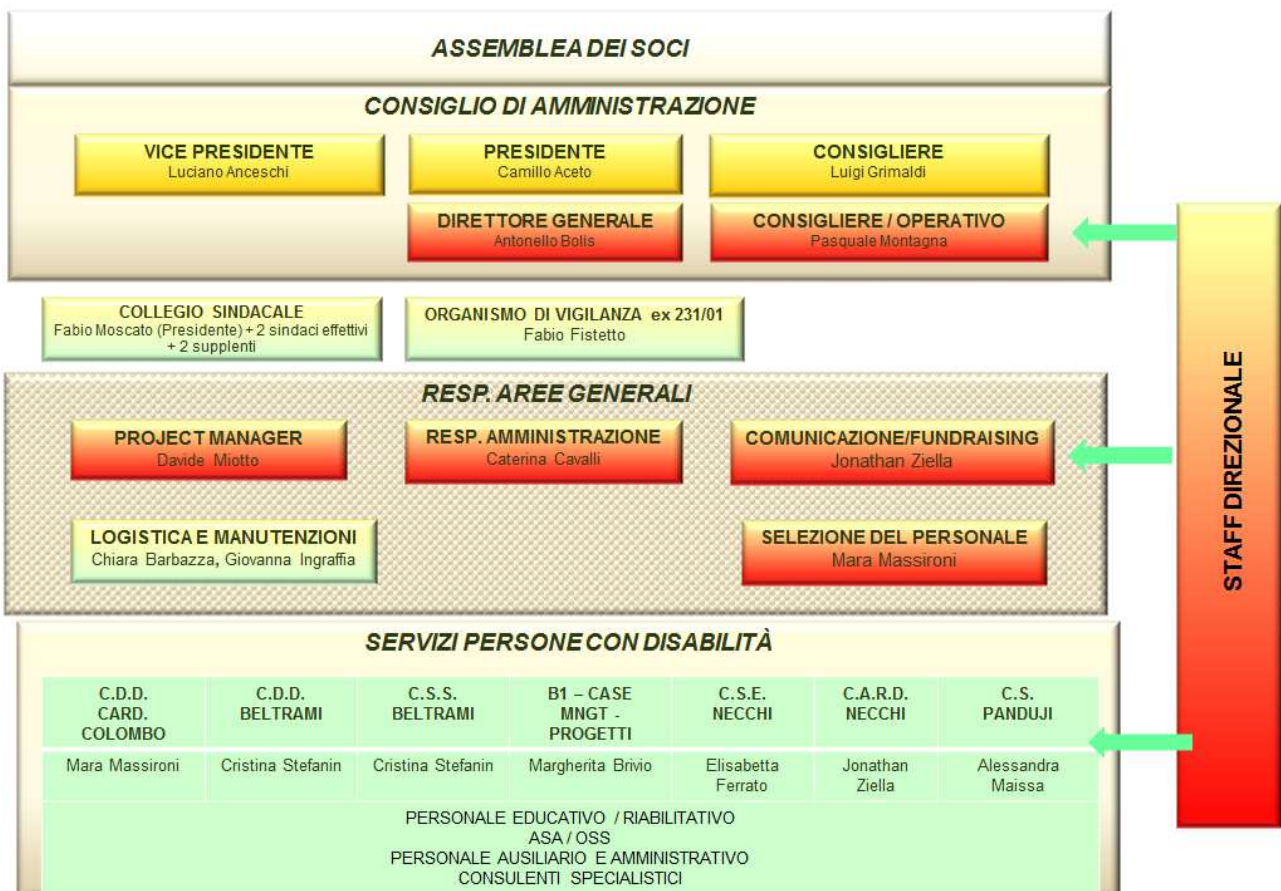 ASSEMBLEA DEI SOCI
CONSIGLIO DI AMMINISTRAZIONE
VICE PRESIDENTE
Luciano Anceschi
PRESIDENTE
Camillo Aceto
CONSIGLIERE
Luigi Grimaldi
DIRETTORE GENERALE
Antonello Bolis
CONSIGLIERE / OPERATIVO
Pasquale Montagna
COLLEGIO SINDACALE
Fabio Moscato (Presidente) + 2 sindaci effettivi
+ 2 supplenti
ORGANISMO DI VIGILANZA ex 231/01
Fabio Fistetto
RESP. AREE GENERALI
PROJECT MANAGER
Davide Miotto
RESP. AMMINISTRAZIONE
Caterina Cavalli
COMUNICAZIONE/FUNDRAISING
Jonathan Ziella
LOGISTICA E MANUTENZIONI
Chiara Barbazza, Giovanna Ingraffia
SELEZIONE DEL PERSONALE
Mara Massironi
STAFF DIREZIONALE
SERVIZI PERSONE CON DISABILITÀ
C.D.D.
CARD.
COLOMBO
C.D.D.
BELTRAMI
C.S.S.
BELTRAMI
B1 – CASE
MNGT -
PROGETTI
C.S.E.
NECCHI
C.A.R.D.
NECCHI
C.S.
PANDUJI
Mara Massironi
Cristina Stefanin
Cristina Stefanin
Margherita Brivio
Elisabetta
Ferrato
Jonathan
Ziella
Alessandra
Maissa
PERSONALE EDUCATIVO / RIABILITATIVO
ASA / OSS
PERSONALE AUSILIARIO E AMMINISTRATIVO
CONSULENTI SPECIALISTICI